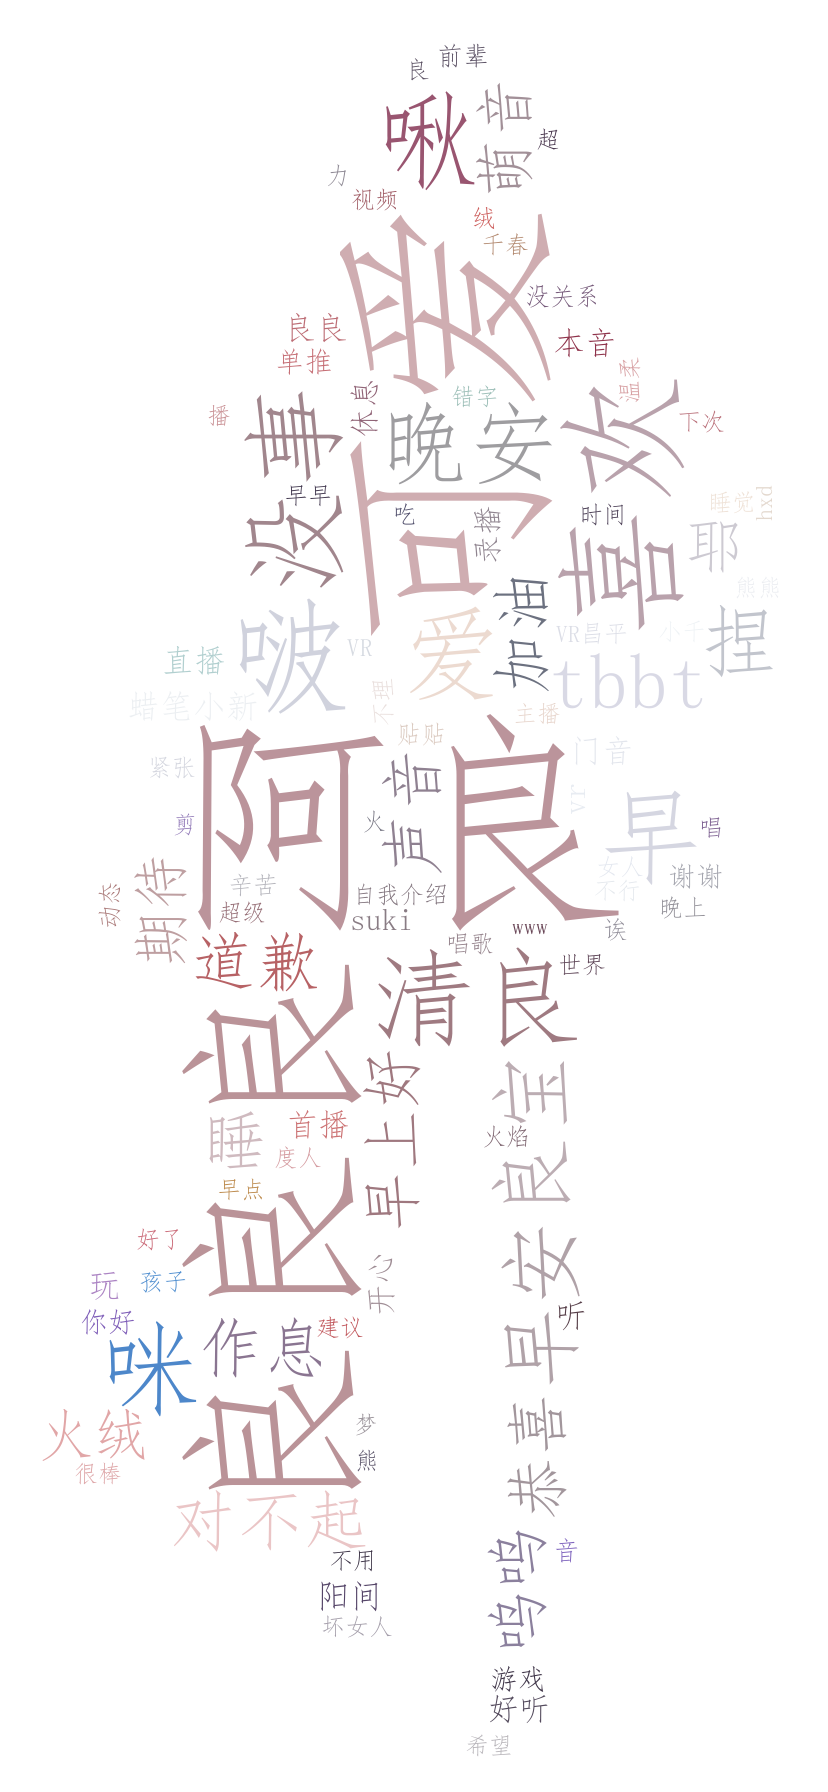 前辈
良
啾
萌音
超
力
视频
绒
千春
可爱
没关系
良良
本音
单推
温柔
休息
错字
播
下次
没事
晚安
喜欢
早早
吃
录播
时间
睡觉
hxd
耶
熊熊
加油
啵
爱
VR
VR昌平
小千
捏
直播
tbbt
蜡笔小新
不理
主播
贴贴
阿良
紧张
声音
门音
vr
早
剪
火
唱
期待
辛苦
自我介绍
女人
不行
谢谢
动态
超级
suki
www
晚上
诶
道歉
唱歌
清良
世界
良良良
早上好
良宝
睡
首播
火焰
度人
早点
早安
好了
开心
玩
孩子
你好
咪
作息
建议
听
火绒
很棒
梦
熊
恭喜
对不起
呜呜
音
不用
阳间
坏女人
游戏
好听
希望